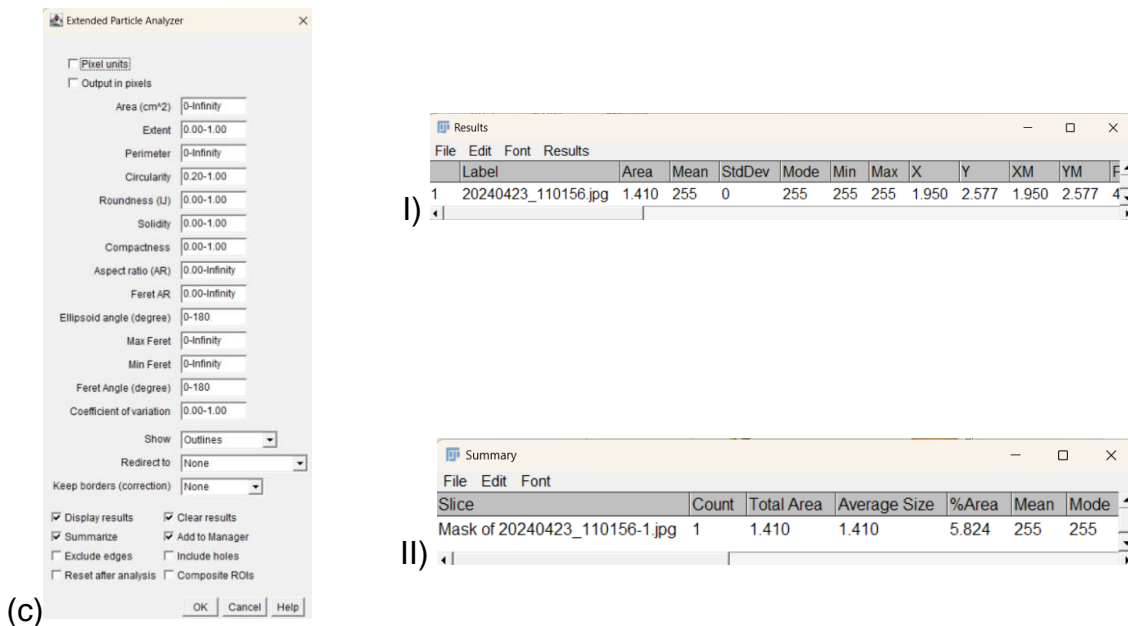 Extended Particle Analyzer
Pixel units
Output in pixels
Area (cm^2) 0-Infinity
Extent 0.00-1.00
Perimeter 0-Infinity
Circularity 0.20-1.00
Roundness (IJ) 0.00-1.00
Solidity 0.00-1.00
Compactness 0.00-1.00
Aspect ratio (AR) 0.00-Infinity
Feret AR 0.00-Infinity
Ellipsoid angle (degree) 0-180
Max Feret 0-Infinity
Min Feret 0-Infinity
Feret Angle (degree) 0-180
Coefficient of variation 0.00-1.00
Show Outlines
Redirect to None
Keep borders (correction) None
Display results Clear results
Summarize Add to Manager
Exclude edges Include holes
Reset after analysis Composite ROIs
OK Cancel Help
(c)
Results
File Edit Font Results
Label Area Mean StdDev Mode Min Max X Y XM YM
1 20240423_110156.jpg 1.410 255 0 255 255 255 1.950 2.577 1.950 2.577
I)
Summary
File Edit Font
Slice Count Total Area Average Size %Area Mean Mode
Mask of 20240423_110156-1.jpg 1 1.410 1.410 5.824 255 255
II)